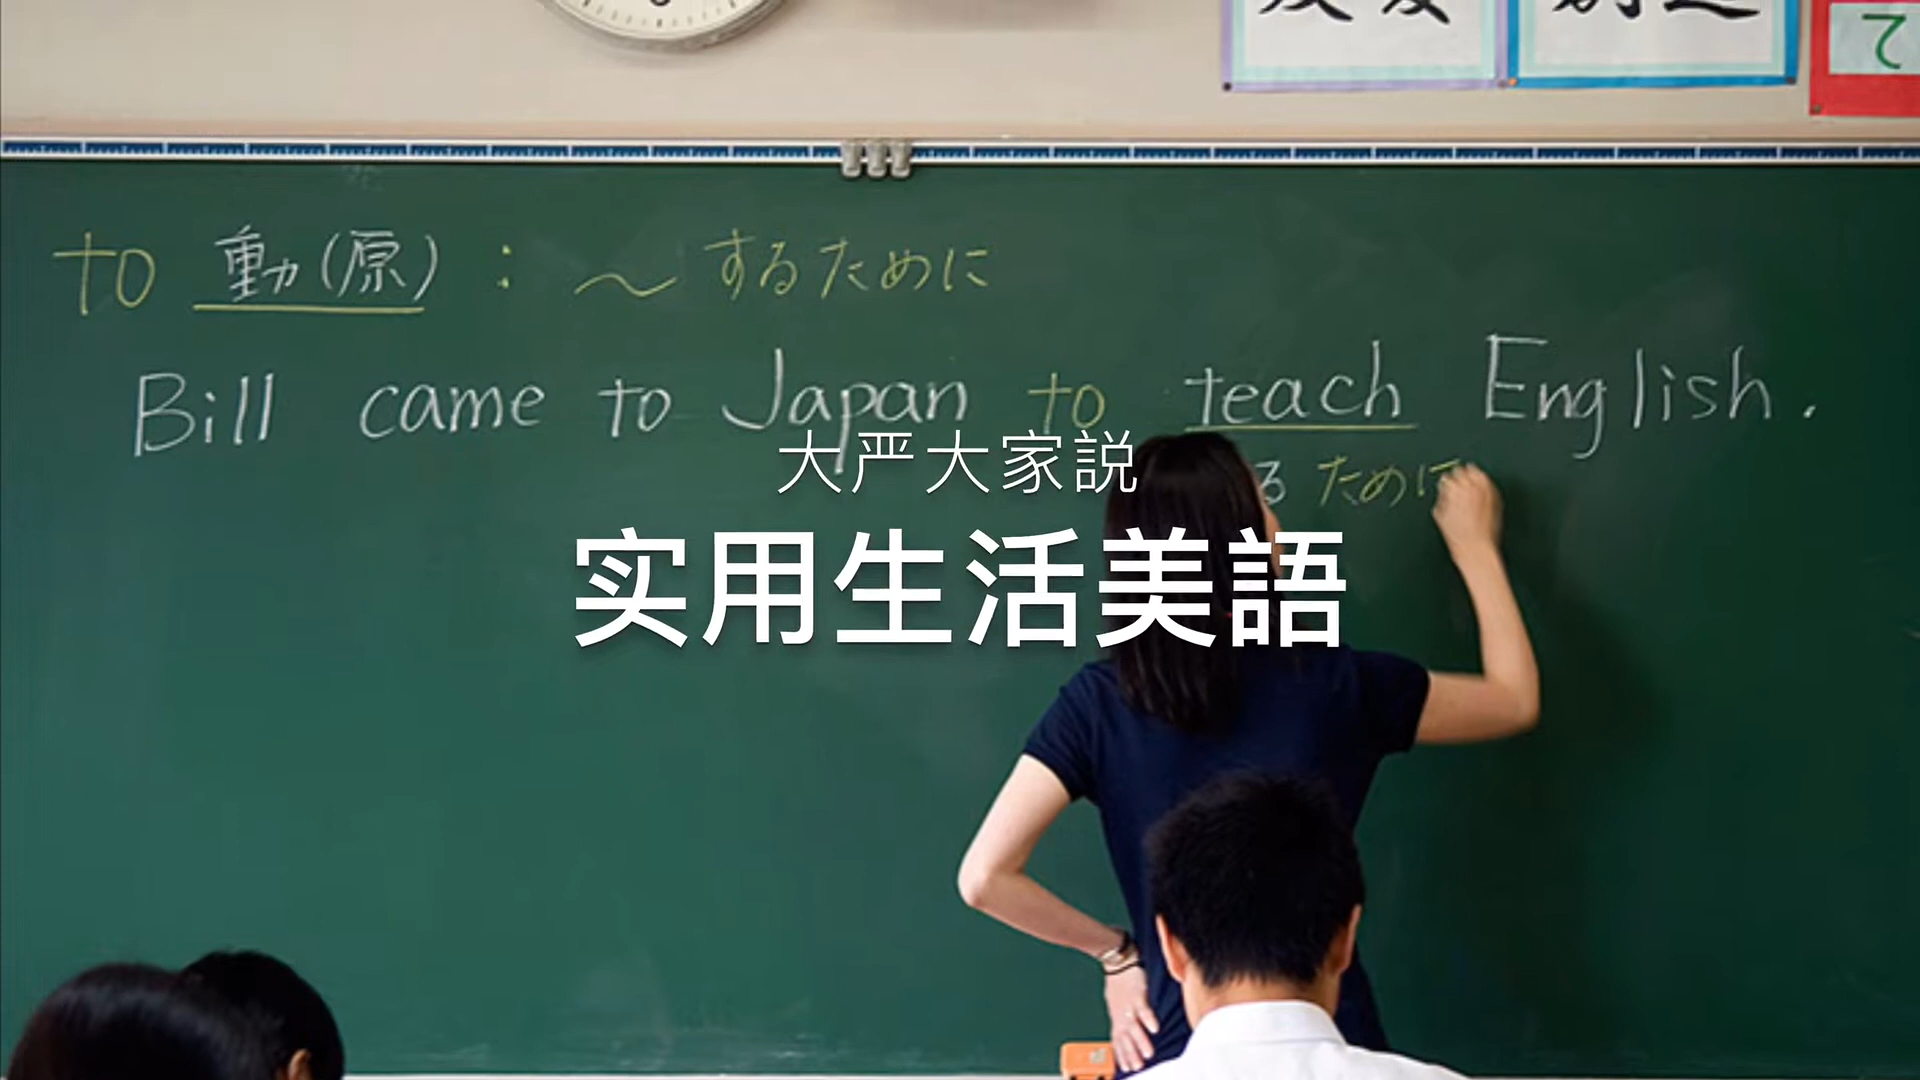 て
to 動(原) : ～するために
Bill came to Japan to teach English.
る ために
大严大家説
实用生活美語